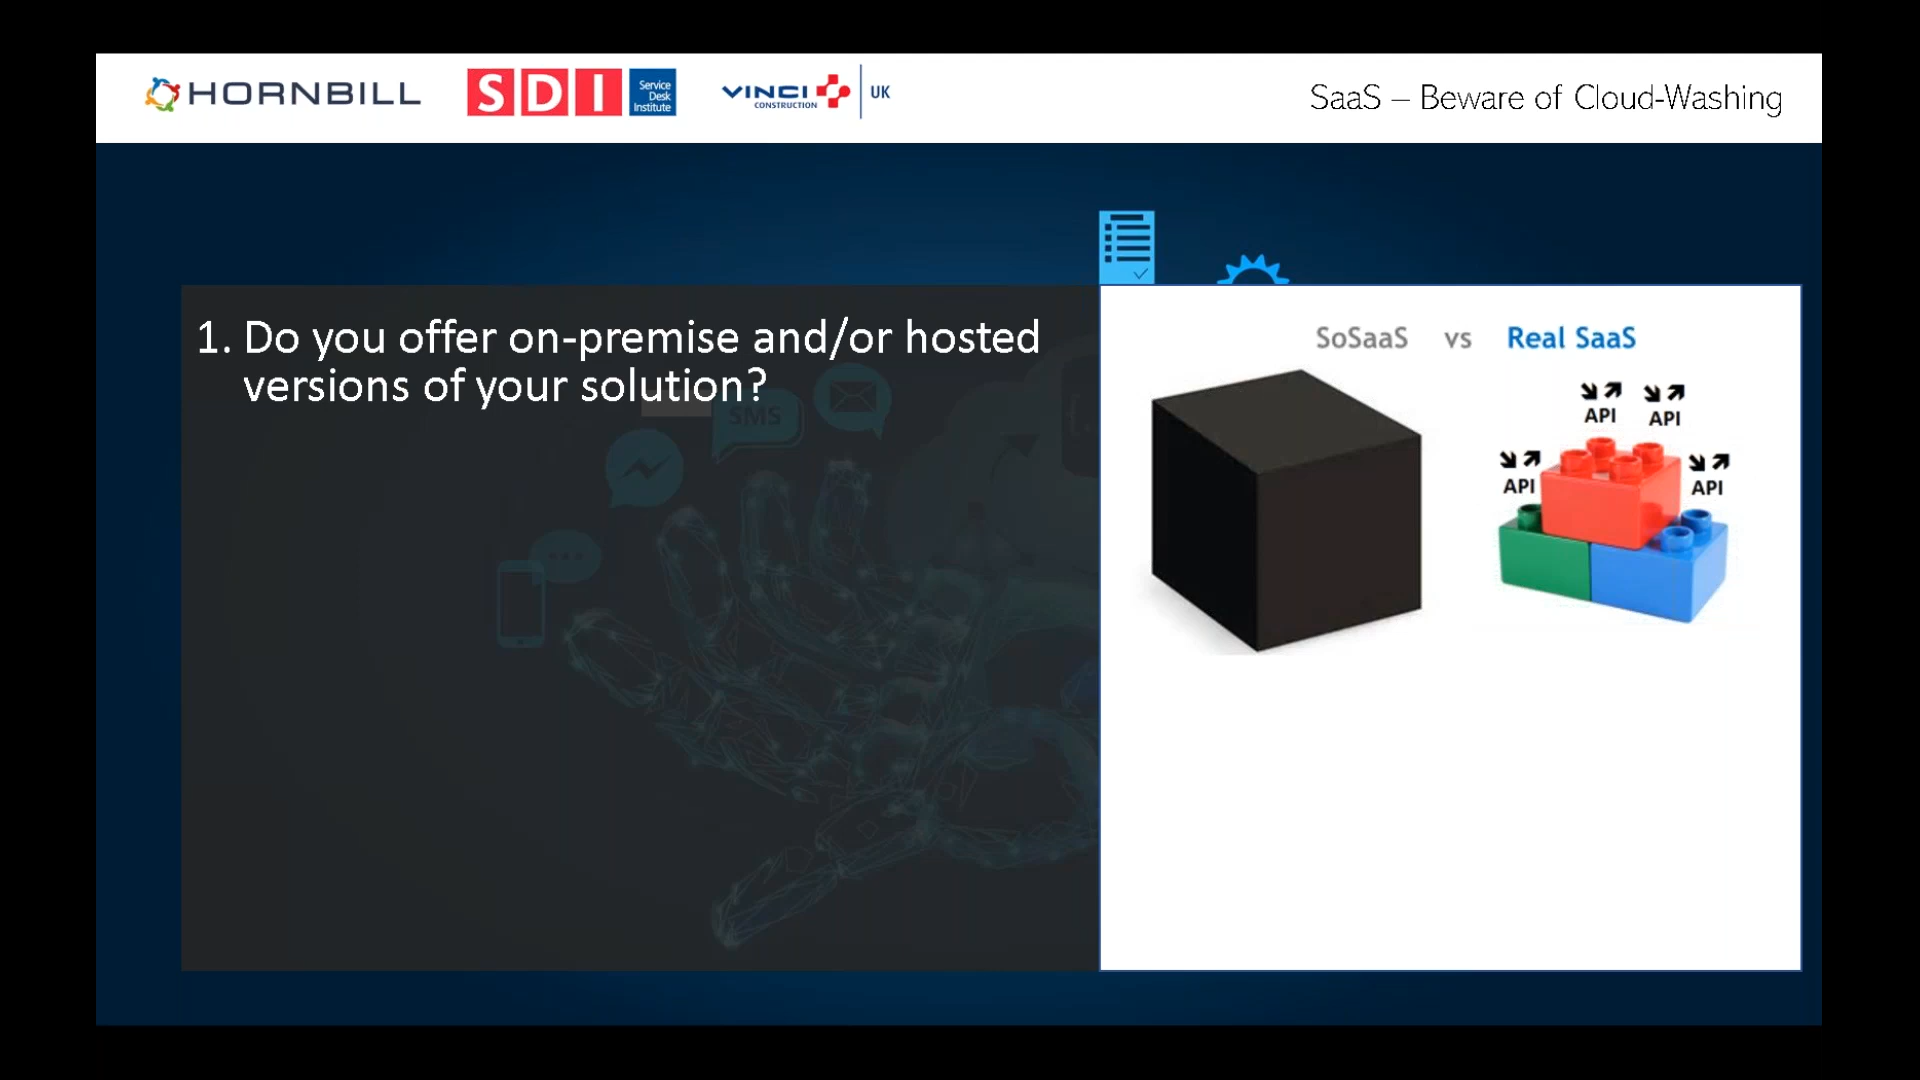 HORNBILL
SDI Service
Desk
Institute
VINCI
CONSTRUCTION
UK
SaaS – Beware of Cloud-Washing
1. Do you offer on-premise and/or hosted
versions of your solution?
SMS
SoSaaS vs Real SaaS
API API
API API